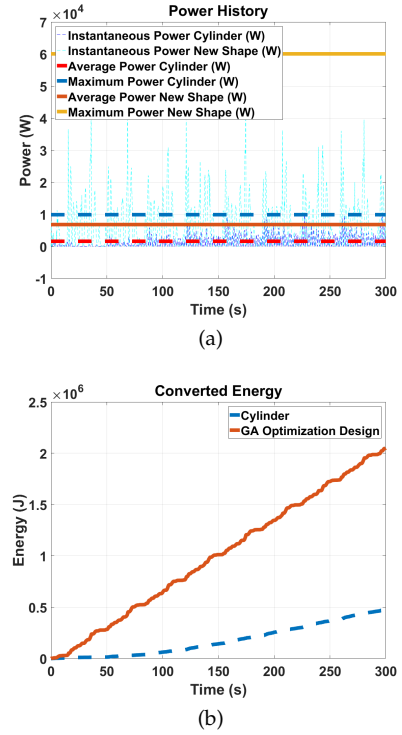 Power History
×10⁴
7
6
5
4
3
2
1
0
-1
Power (W)
Instantaneous Power Cylinder (W)
Instantaneous Power New Shape (W)
Average Power Cylinder (W)
Maximum Power Cylinder (W)
Average Power New Shape (W)
Maximum Power New Shape (W)
0 50 100 150 200 250 300
Time (s)
(a)
Converted Energy
×10⁶
2.5
2
1.5
1
0.5
0
Energy (J)
Cylinder
GA Optimization Design
0 50 100 150 200 250 300
Time (s)
(b)